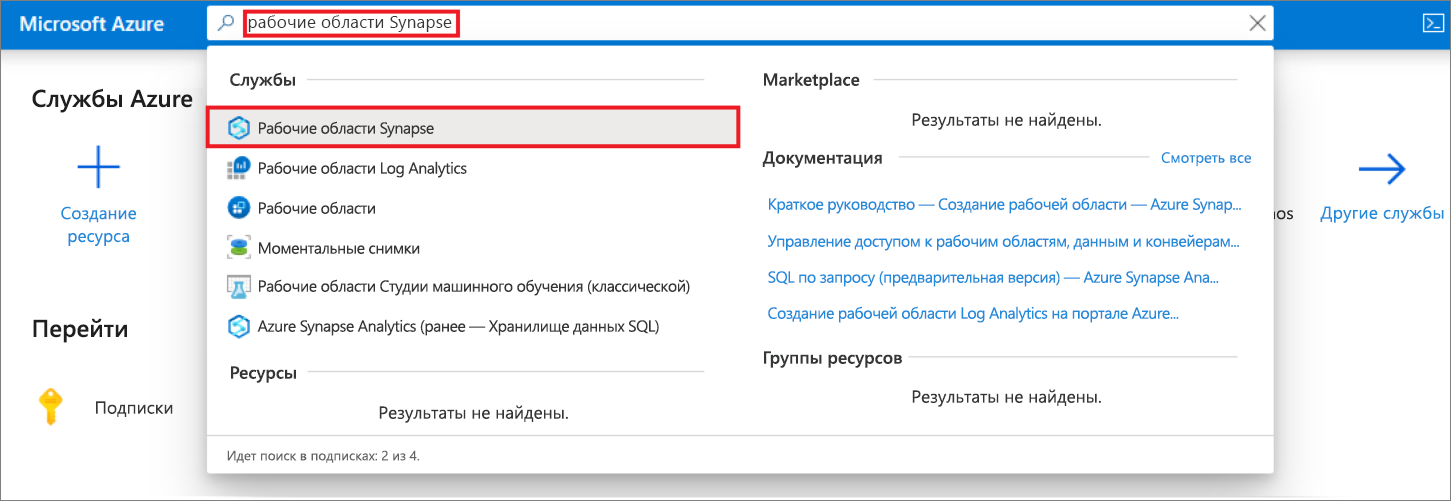 Microsoft Azure
рабочие области Synapse
Службы Azure
Создание
ресурса
Перейти
Подписки
Службы
Рабочие области Synapse
Рабочие области Log Analytics
Рабочие области
Моментальные снимки
Рабочие области Студии машинного обучения (классической)
Azure Synapse Analytics (ранее — Хранилище данных SQL)
Ресурсы
Результаты не найдены.
Marketplace
Результаты не найдены.
Документация
Смотреть все
Краткое руководство — Создание рабочей области — Azure Synap...
Управление доступом к рабочим областям, данным и конвейерам...
SQL по запросу (предварительная версия) — Azure Synapse Ana...
Создание рабочей области Log Analytics на портале Azure...
Группы ресурсов
Результаты не найдены.
Идет поиск в подписках: 2 из 4.
Другие службы